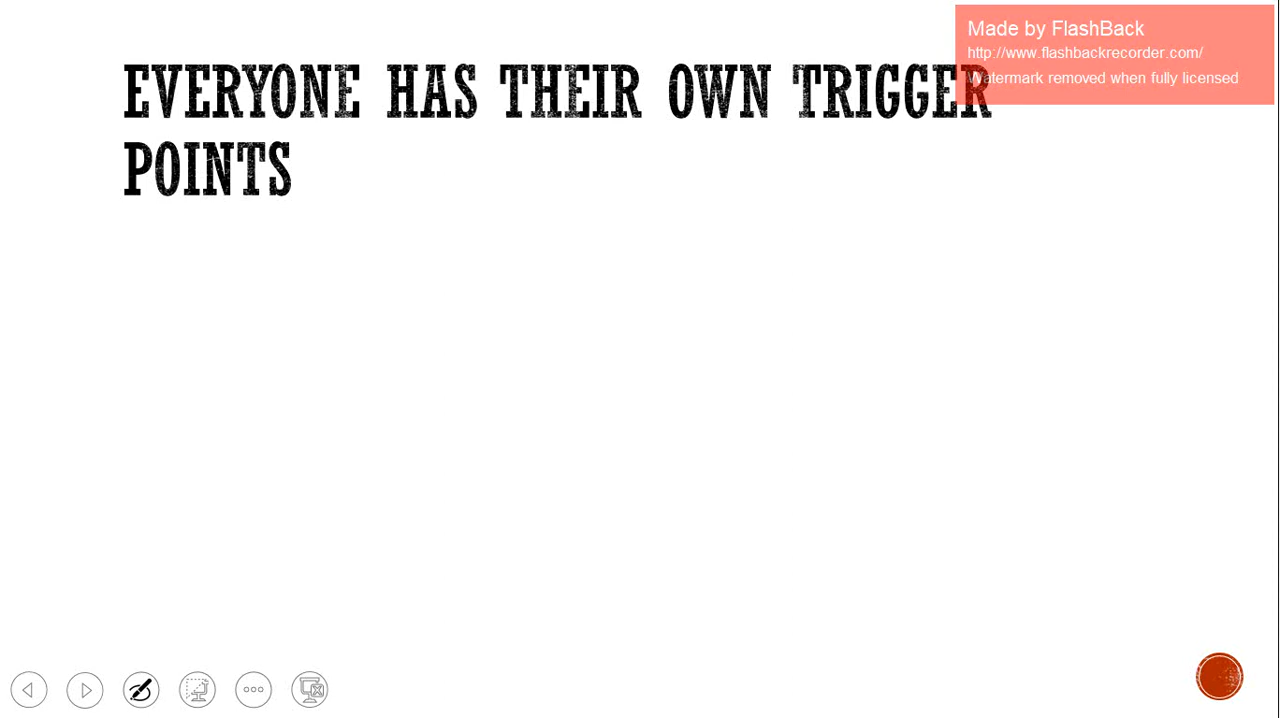 Made by FlashBack
http://www.flashbackrecorder.com/
Watermark removed when fully licensed
EVERYONE HAS THEIR OWN TRIGGER
POINTS